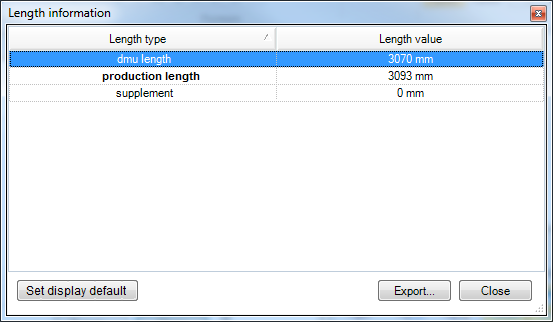 Length information
Length type Length value
dmu length 3070 mm
production length 3093 mm
supplement 0 mm
Set display default Export... Close